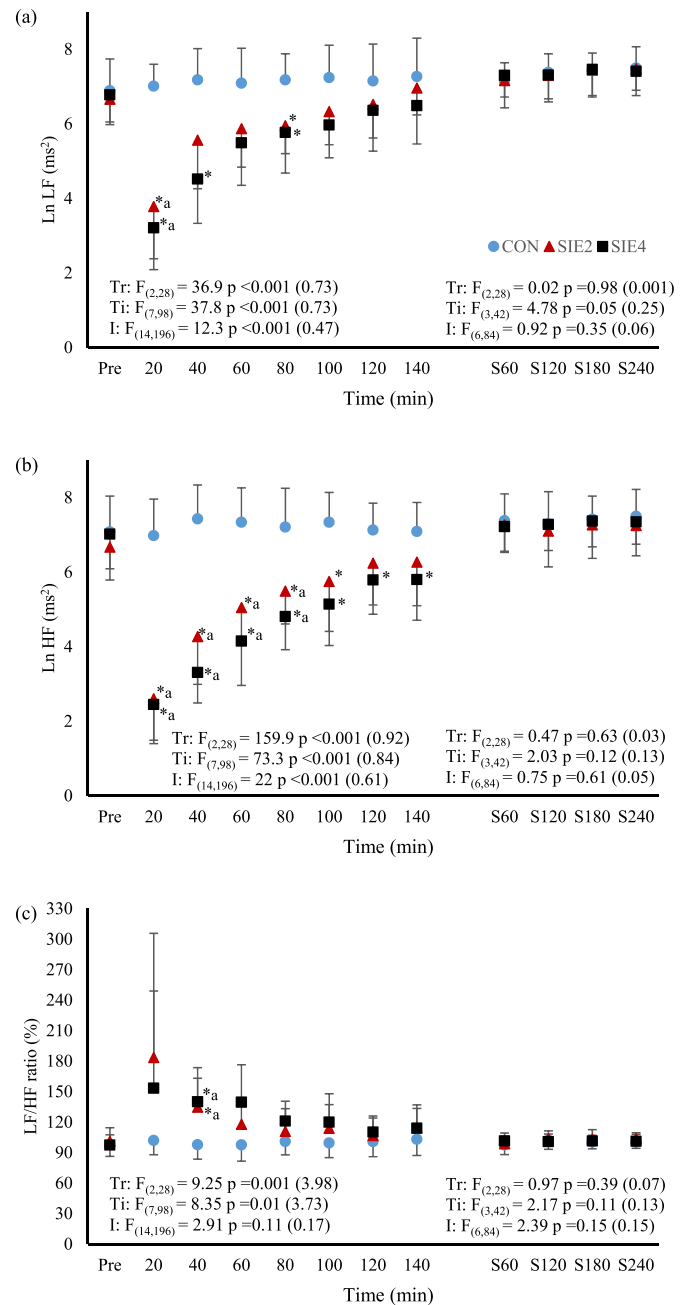 (a)
8
6
4
2
0
Ln LF (ms²)
*a
*a
*
*
*
CON SIE2 SIE4
Tr: F(2,28) = 36.9 p <0.001 (0.73)
Ti: F(7,98) = 37.8 p <0.001 (0.73)
I: F(14,196) = 12.3 p <0.001 (0.47)
Tr: F(2,28) = 0.02 p =0.98 (0.001)
Ti: F(3,42) = 4.78 p =0.05 (0.25)
I: F(6,84) = 0.92 p =0.35 (0.06)
Pre 20 40 60 80 100 120 140 S60 S120 S180 S240
Time (min)
(b)
8
6
4
2
0
Ln HF (ms²)
*a
*a
*a
*a
*a
*a
*a
*a
*
*
*
*
Tr: F(2,28) = 159.9 p <0.001 (0.92)
Ti: F(7,98) = 73.3 p <0.001 (0.84)
I: F(14,196) = 22 p <0.001 (0.61)
Tr: F(2,28) = 0.47 p =0.63 (0.03)
Ti: F(3,42) = 2.03 p =0.12 (0.13)
I: F(6,84) = 0.75 p =0.61 (0.05)
Pre 20 40 60 80 100 120 140 S60 S120 S180 S240
Time (min)
(c)
330
300
270
240
210
180
150
120
90
60
30
0
LF/HF ratio (%)
*a
*a
Tr: F(2,28) = 9.25 p =0.001 (3.98)
Ti: F(7,98) = 8.35 p =0.01 (3.73)
I: F(14,196) = 2.91 p =0.11 (0.17)
Tr: F(2,28) = 0.97 p =0.39 (0.07)
Ti: F(3,42) = 2.17 p =0.11 (0.13)
I: F(6,84) = 2.39 p =0.15 (0.15)
Pre 20 40 60 80 100 120 140 S60 S120 S180 S240
Time (min)